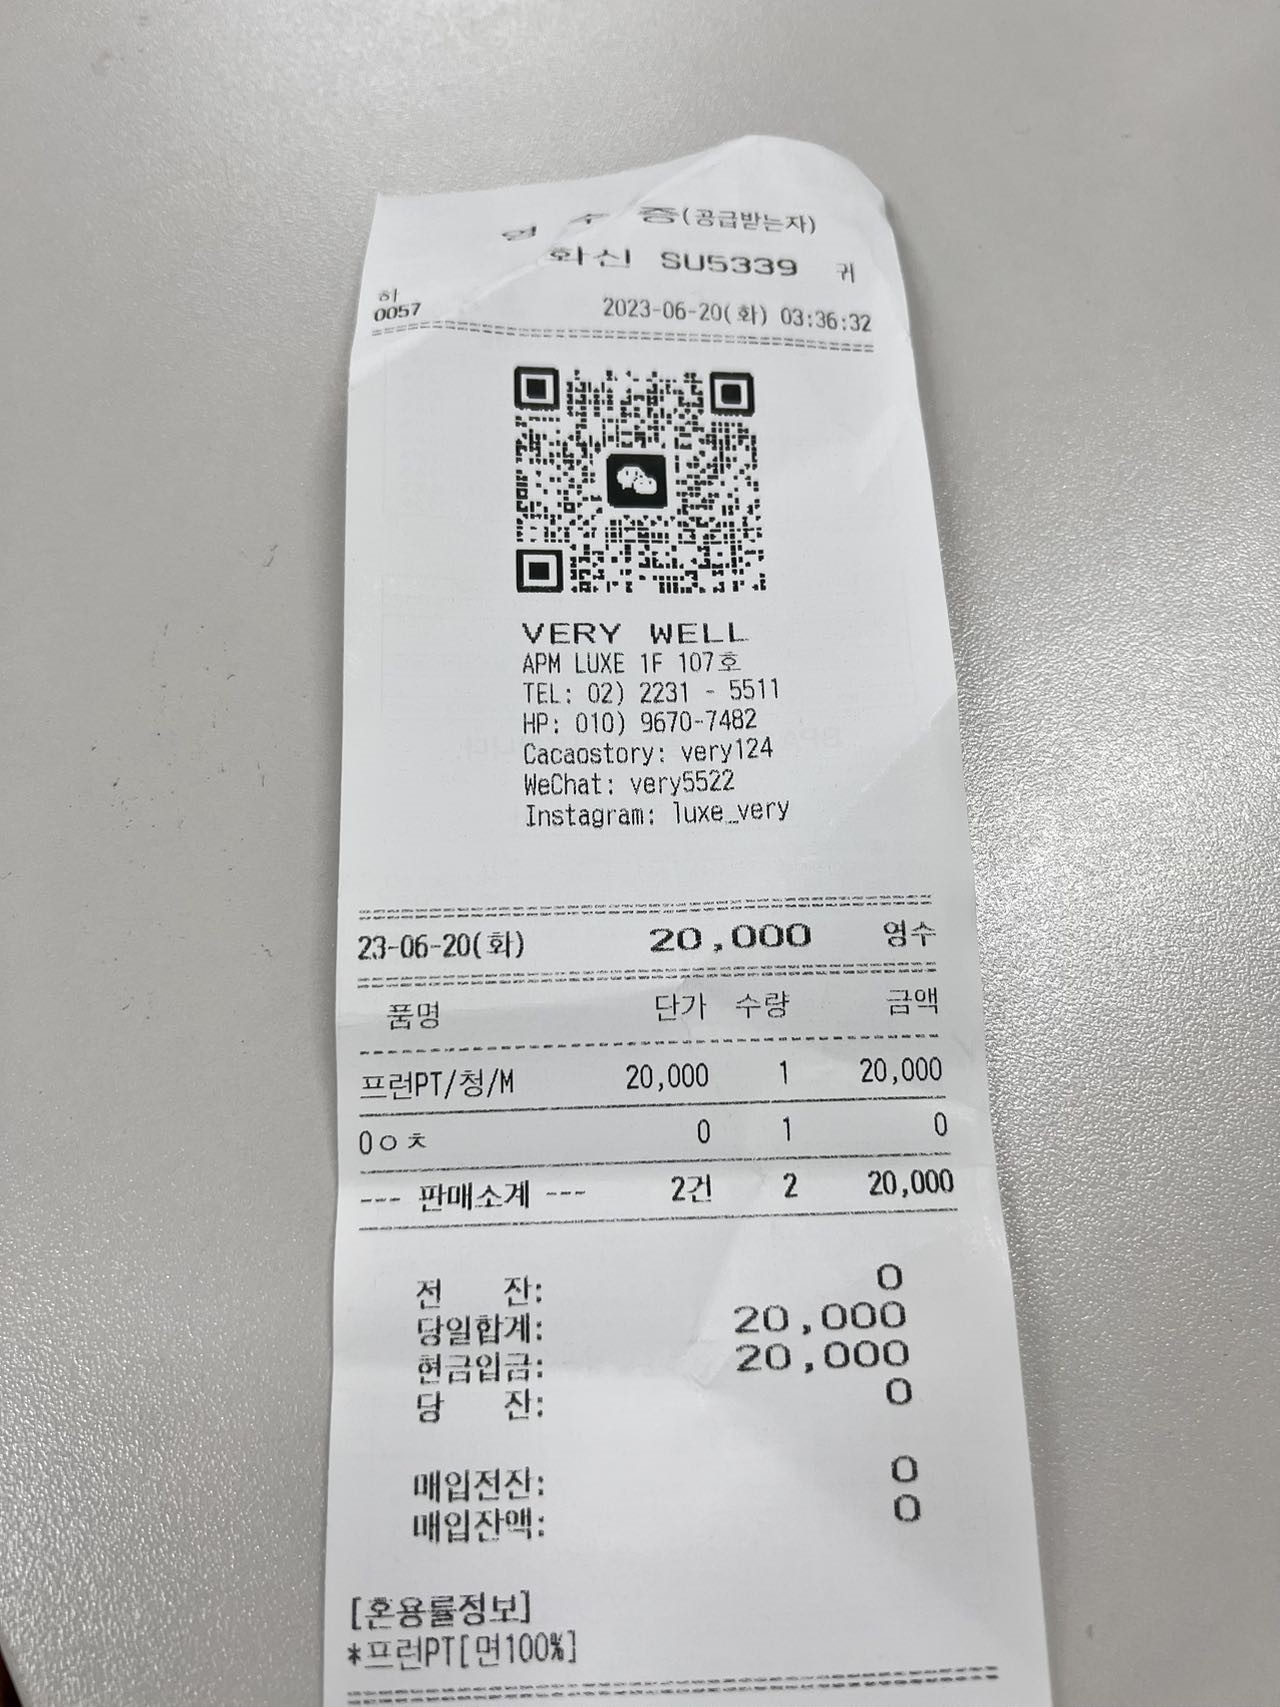 영 수 증(공급받는자)
화신 SU5339 귀
하
0057 2023-06-20(화) 03:36:32
VERY WELL
APM LUXE 1F 107호
TEL: 02) 2231 - 5511
HP: 010) 9670-7482
Cacaostory: very124
WeChat: very5522
Instagram: luxe_very
23-06-20(화) 20,000 영수
품명 단가 수량 금액
프런PT/청/M 20,000 1 20,000
0ㅇㅊ 0 1 0
--- 판매소계 --- 2건 2 20,000
전 잔: 0
당일합계: 20,000
현금입금: 20,000
당 잔: 0
매입전잔: 0
매입잔액: 0
[혼용률정보]
*프런PT[면100%]